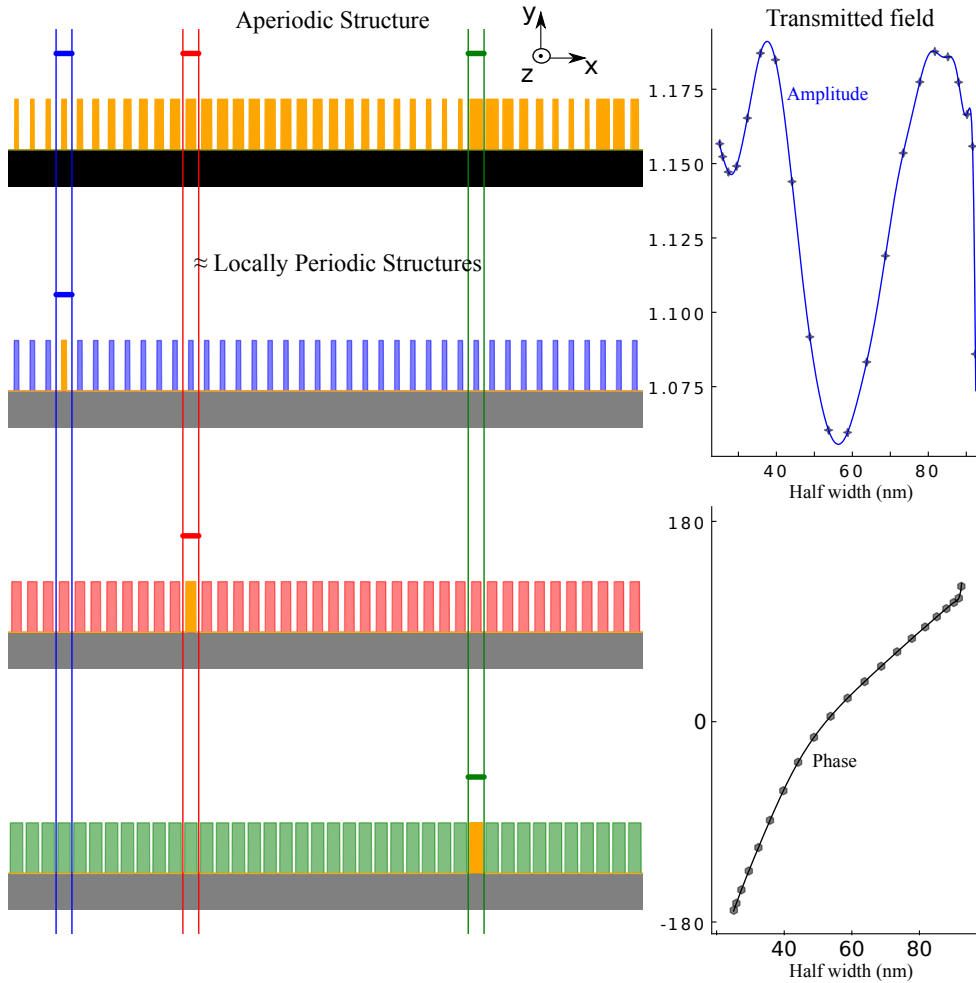 Aperiodic Structure
y
z
x
≈ Locally Periodic Structures
Transmitted field
Amplitude
1.175
1.150
1.125
1.100
1.075
40 60 80
Half width (nm)
180
0
-180
Phase
40 60 80
Half width (nm)